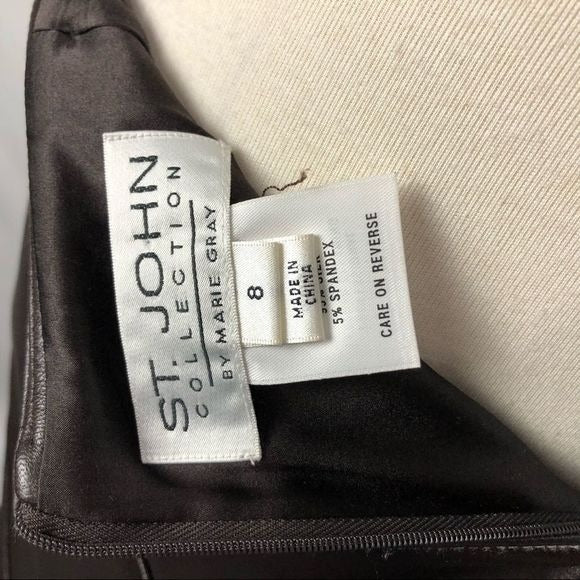 ST. JOHN
COLLECTION
BY MARIE GRAY
8
MADE IN
CHINA
5% SPANDEX
CARE ON REVERSE